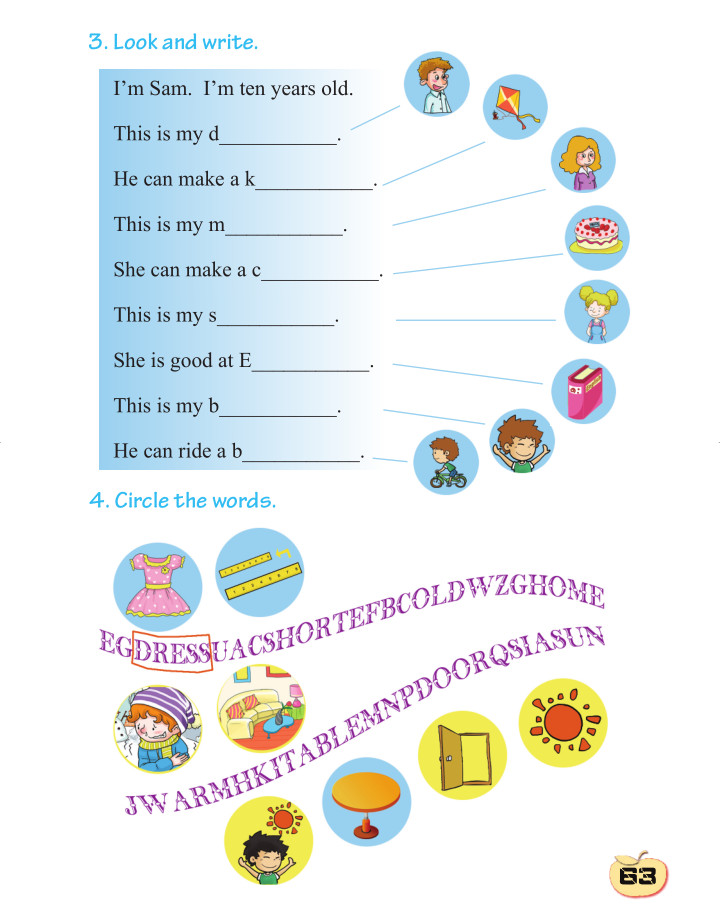 3. Look and write.
I'm Sam. I'm ten years old.
This is my d___________.
He can make a k___________.
This is my m___________.
She can make a c___________.
This is my s___________.
She is good at E___________.
This is my b___________.
He can ride a b___________.
English
4. Circle the words.
EGDRESSUACSHORTEFBCOLDWZGHOME
JWARMHKITABLEMNPDOORQSIASUN
63